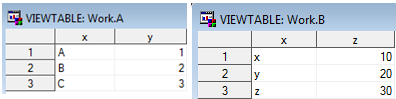 VIEWTABLE: Work.A
x y
1 A 1
2 B 2
3 C 3
VIEWTABLE: Work.B
x z
1 x 10
2 y 20
3 z 30